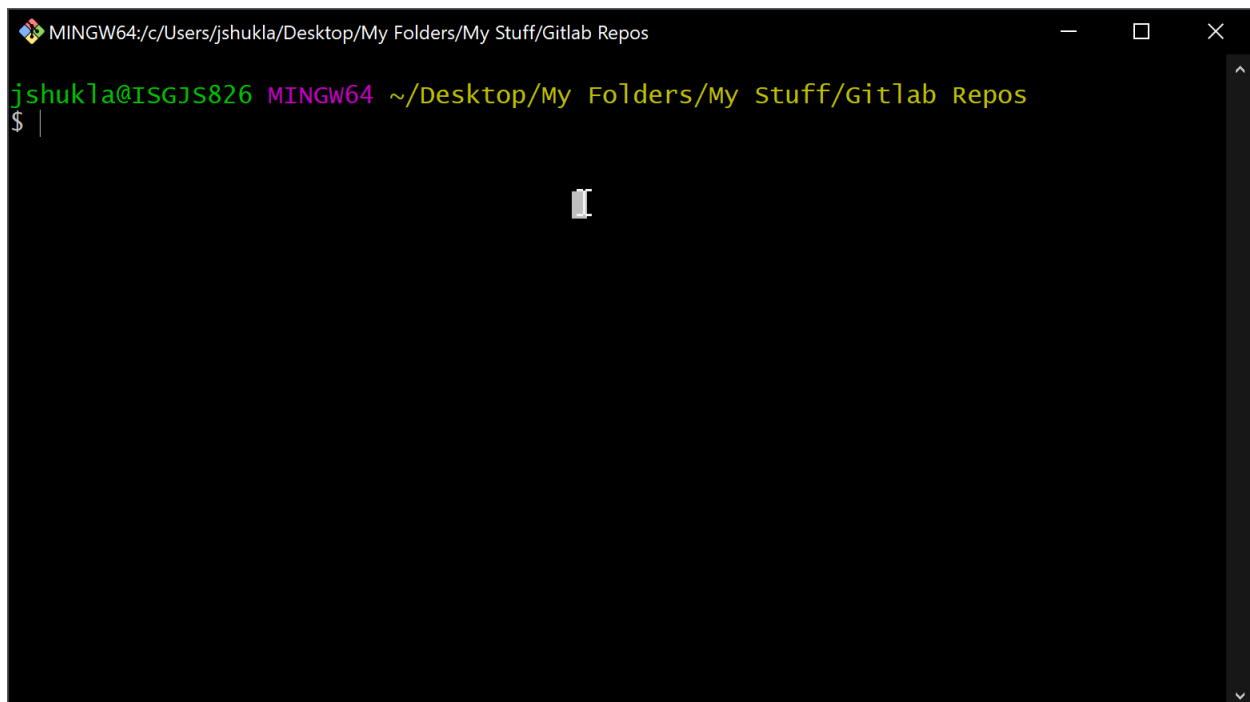 MINGW64:/c/Users/jshukla/Desktop/My Folders/My Stuff/Gitlab Repos
jshukla@ISGJS826 MINGW64 ~/Desktop/My Folders/My Stuff/Gitlab Repos
$